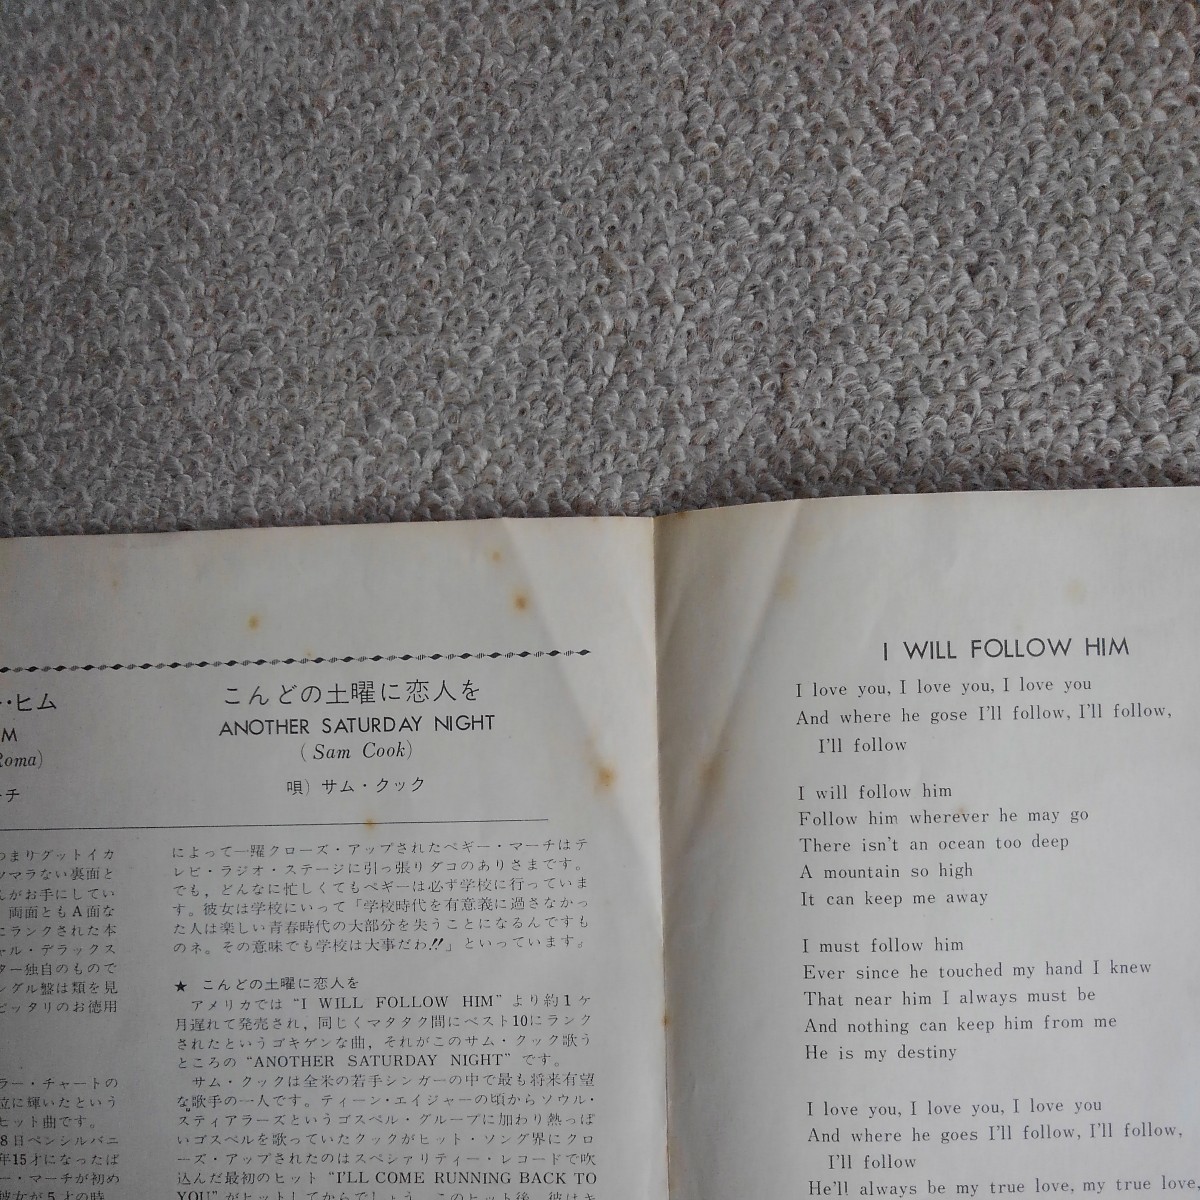 ・・ヒム
M
Roma)
ーチ
つまりグットイカ
ツマラない裏面と
んがお手にしてい
両面ともＡ面な
にランクされた本
ャル・デラックス
ター独自のもので
ングル盤は類を見
ピッタリのお徳用
ラー・チャートの
位に輝いたという
ヒット曲です。
8日ペンシルバニ
年15才になったば
ー・マーチが初め
彼女が５才の時
こんどの土曜に恋人を
ANOTHER SATURDAY NIGHT
(Sam Cook)
唄) サム・クック
によって一躍クローズ・アップされたペギー・マーチはテ
レビ・ラジオ・ステージに引っ張りダコのありさまです。
でも，どんなに忙しくてもペギーは必ず学校に行っていま
す。彼女は学校にいって「学校時代を有意義に過さなかっ
た人は楽しい青春時代の大部分を失うことになるんですも
のネ。その意味でも学校は大事だわ!!」といっています。
★ こんどの土曜に恋人を
アメリカでは “I WILL FOLLOW HIM” より約１ケ
月遅れて発売され，同じくマタタク間にベスト10にランク
されたというゴキゲンな曲，それがこのサム・クック歌う
ところの “ANOTHER SATURDAY NIGHT” です。
サム・クックは全米の若手シンガーの中で最も将来有望
な歌手の一人です。ティーン・エイジャーの頃からソウル・
スティアラーズというゴスペル・グループに加わり熱っぽ
いゴスペルを歌っていたクックがヒット・ソング界にクロ
ーズ・アップされたのはスペシァリティー・レコードで吹
込んだ最初のヒット “I'LL COME RUNNING BACK TO
YOU” がヒットしてからでしょう。このヒット後，彼はキ
I WILL FOLLOW HIM
I love you, I love you, I love you
And where he gose I'll follow, I'll follow,
I'll follow
I will follow him
Follow him wherever he may go
There isn't an ocean too deep
A mountain so high
It can keep me away
I must follow him
Ever since he touched my hand I knew
That near him I always must be
And nothing can keep him from me
He is my destiny
I love you, I love you, I love you
And where he goes I'll follow, I'll follow,
I'll follow
He'll always be my true love, my true love,